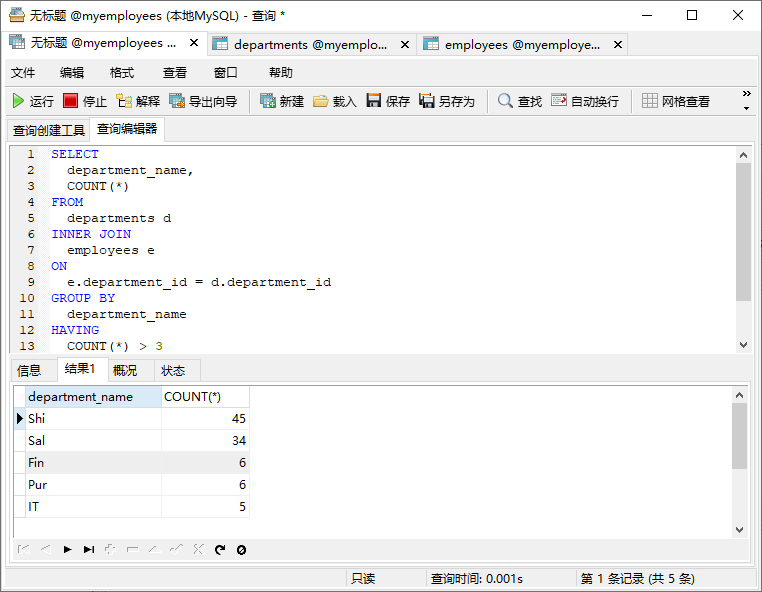 无标题 @myemployees (本地MySQL) - 查询 *
无标题 @myemployees ... departments @myemplo... employees @myemploye...
文件 编辑 格式 查看 窗口 帮助
运行 停止 解释 导出向导 新建 载入 保存 另存为 查找 自动换行 网格查看
查询创建工具 查询编辑器
1 SELECT
2 department_name,
3 COUNT(*)
4 FROM
5 departments d
6 INNER JOIN
7 employees e
8 ON
9 e.department_id = d.department_id
10 GROUP BY
11 department_name
12 HAVING
13 COUNT(*) > 3
信息 结果1 概况 状态
department_name COUNT(*)
Shi 45
Sal 34
Fin 6
Pur 6
IT 5
只读 查询时间: 0.001s 第 1 条记录 (共 5 条)